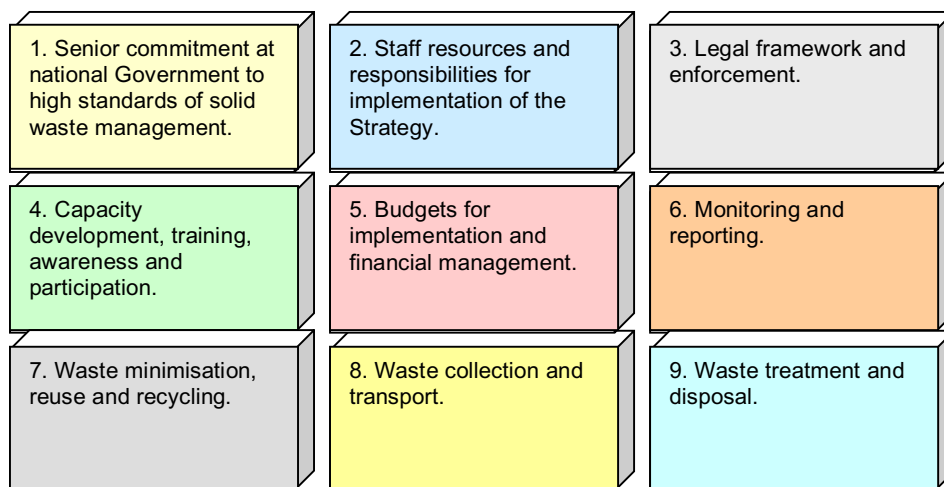 1. Senior commitment at
national Government to
high standards of solid
waste management.
2. Staff resources and
responsibilities for
implementation of the
Strategy.
3. Legal framework and
enforcement.
4. Capacity
development, training,
awareness and
participation.
5. Budgets for
implementation and
financial management.
6. Monitoring and
reporting.
7. Waste minimisation,
reuse and recycling.
8. Waste collection and
transport.
9. Waste treatment and
disposal.